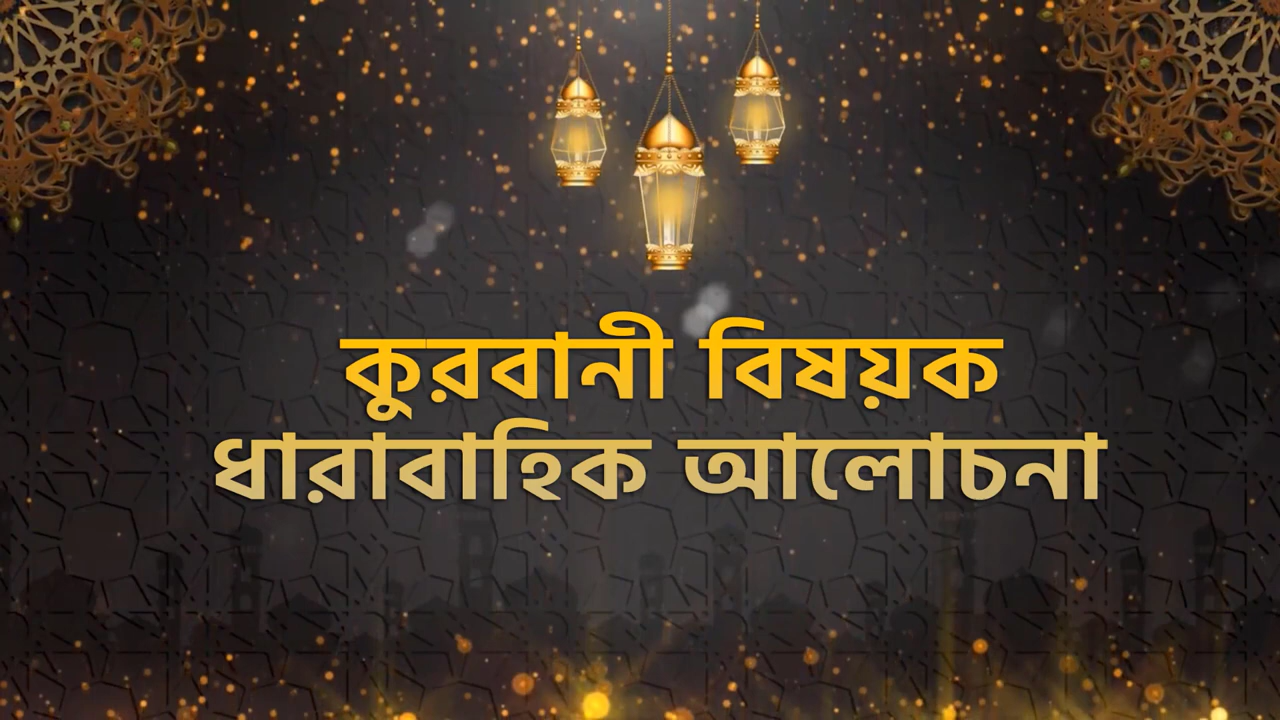 কুরবানী বিষয়ক
ধারাবাহিক আলোচনা